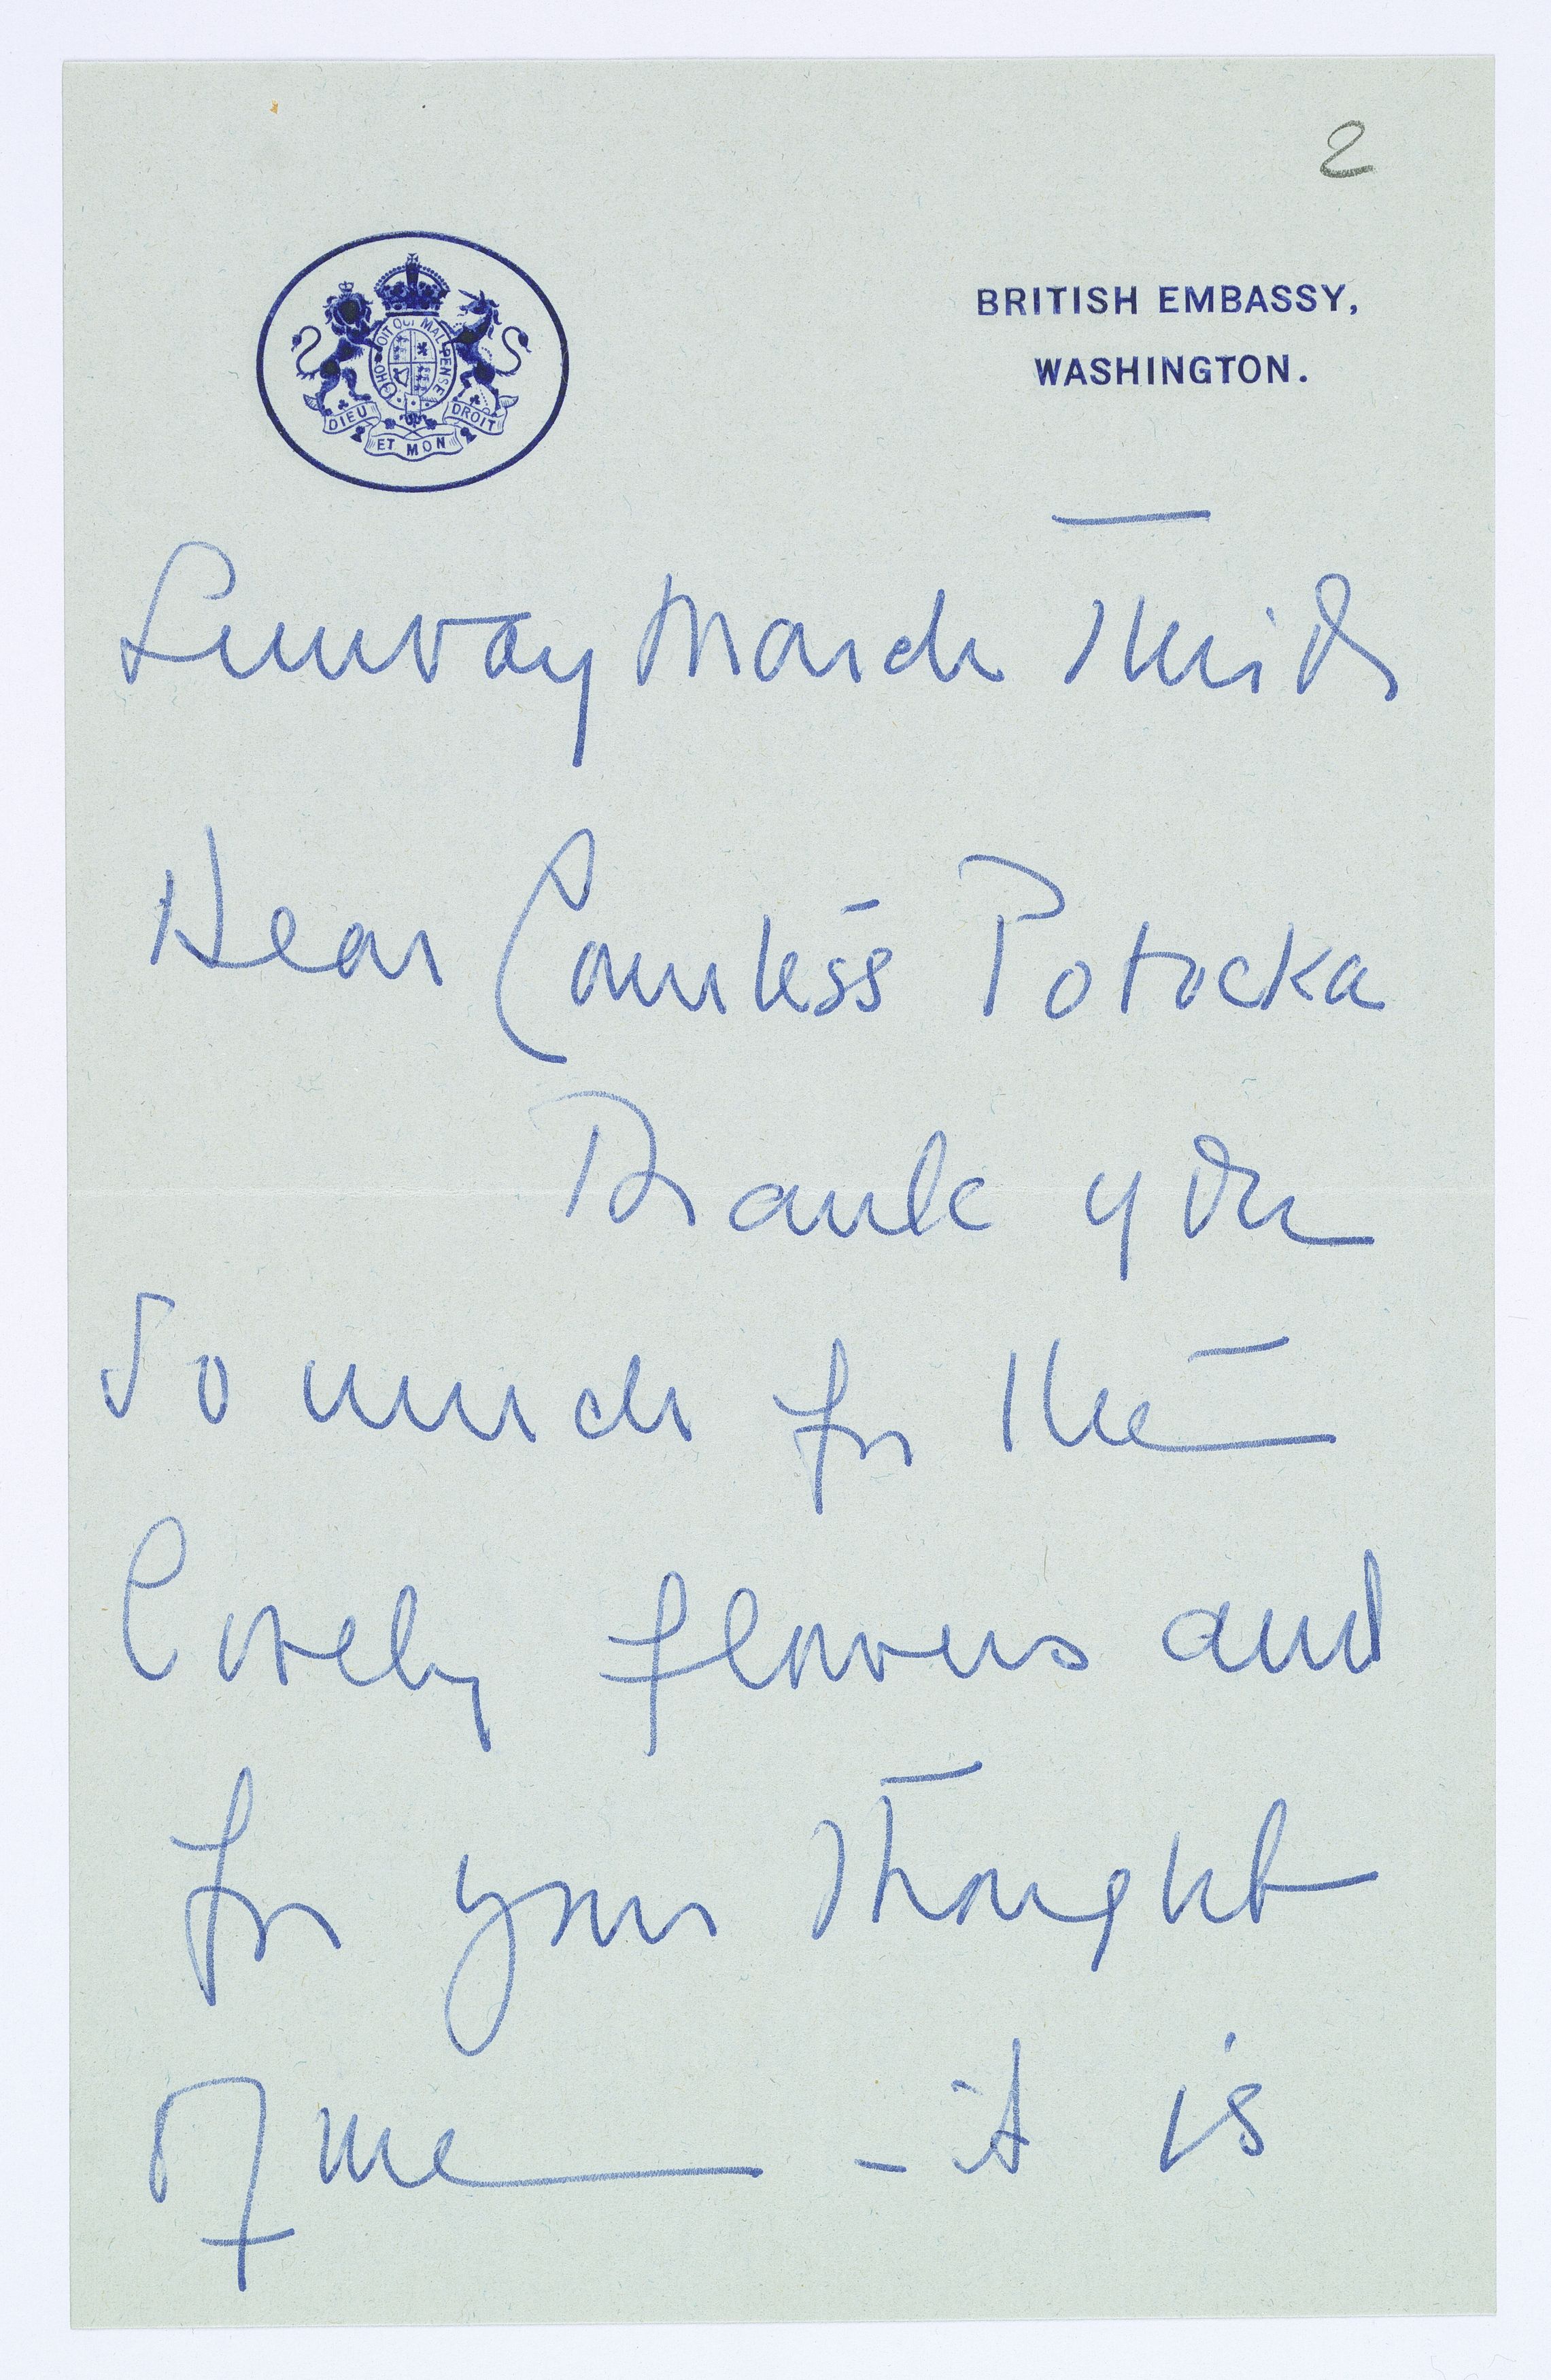 2
BRITISH EMBASSY,
WASHINGTON.
HONI SOIT QUI MAL Y PENSE
DIEU ET MON DROIT
Sunday March Third
Dear Countess Potocka
Thank you
so much for the
lovely flowers and
for your thought
of me - it is